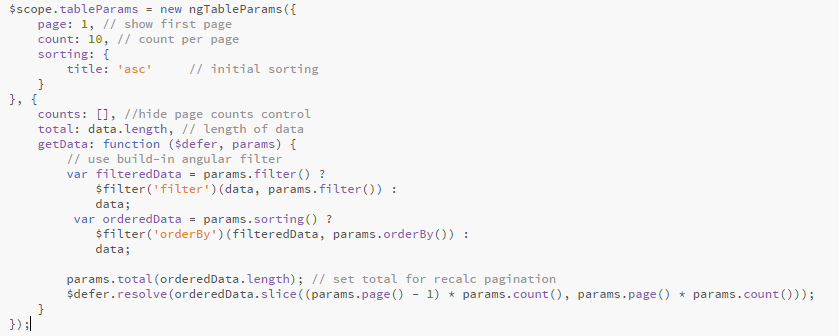 $scope.tableParams = new ngTableParams({
    page: 1, // show first page
    count: 10, // count per page
    sorting: {
        title: 'asc'     // initial sorting
    }
}, {
    counts: [], //hide page counts control
    total: data.length, // length of data
    getData: function ($defer, params) {
        // use build-in angular filter
        var filteredData = params.filter() ?
            $filter('filter')(data, params.filter()) :
            data;
         var orderedData = params.sorting() ?
            $filter('orderBy')(filteredData, params.orderBy()) :
            data;

        params.total(orderedData.length); // set total for recalc pagination
        $defer.resolve(orderedData.slice((params.page() - 1) * params.count(), params.page() * params.count()));
    }
});